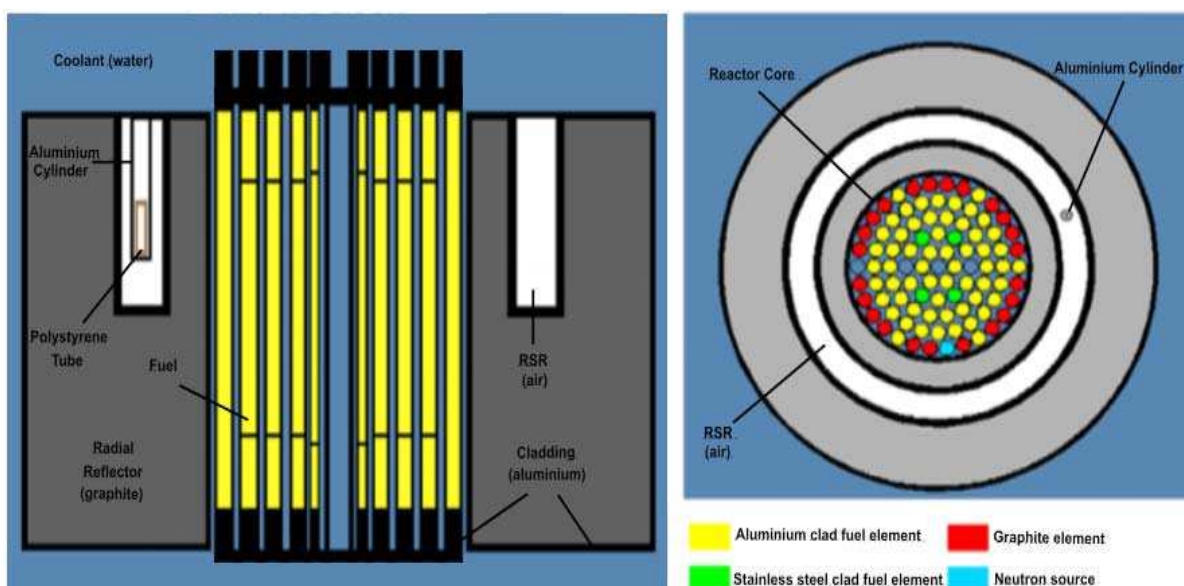 Coolant (water)
Aluminium
Cylinder
Polystyrene
Tube
Fuel
Radial
Reflector
(graphite)
RSR
(air)
Cladding
(aluminium)
Reactor Core
Aluminium Cylinder
RSR
(air)
Aluminium clad fuel element
Graphite element
Stainless steel clad fuel element
Neutron source